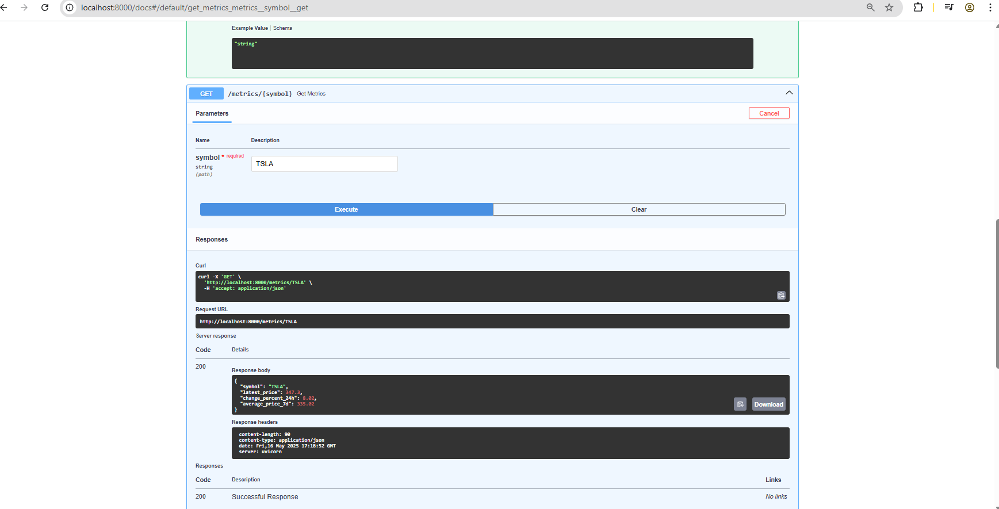 localhost:8000/docs#/default/get_metrics_metrics__symbol__get
Example Value | Schema
"string"
GET /metrics/{symbol} Get Metrics
Parameters
Cancel
Name Description
symbol * required
string
(path)
TSLA
Execute
Clear
Responses
Curl
curl -X 'GET' \
'http://localhost:8000/metrics/TSLA' \
-H 'accept: application/json'
Request URL
http://localhost:8000/metrics/TSLA
Server response
Code Details
200
Response body
{
"symbol": "TSLA",
"latest_price": 347.3,
"change_percent_24h": 8.02,
"average_price_7d": 335.02
}
Download
Response headers
content-length: 90
content-type: application/json
date: Fri,16 May 2025 17:18:52 GMT
server: uvicorn
Responses
Code Description Links
200 Successful Response No links